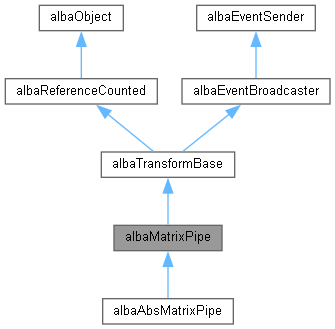 albaObject
albaEventSender
albaReferenceCounted
albaEventBroadcaster
albaTransformBase
albaMatrixPipe
albaAbsMatrixPipe